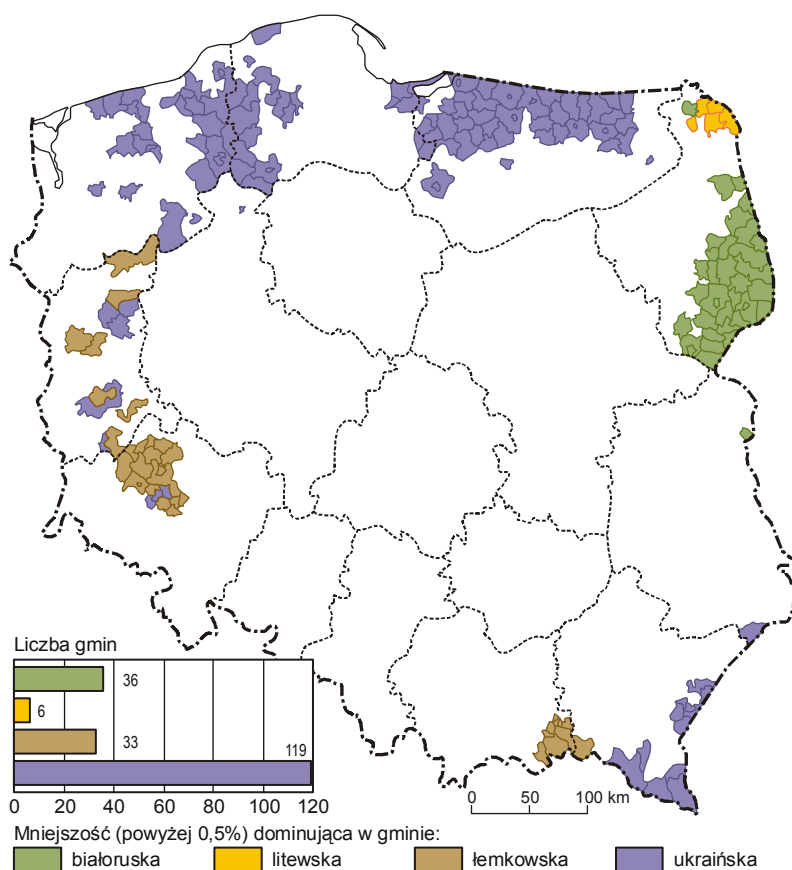 Liczba gmin
36
6
33
119
0 20 40 60 80 100 120
0 50 100 km
Mniejszość (powyżej 0,5%) dominująca w gminie:
białoruska litewska łemkowska ukraińska